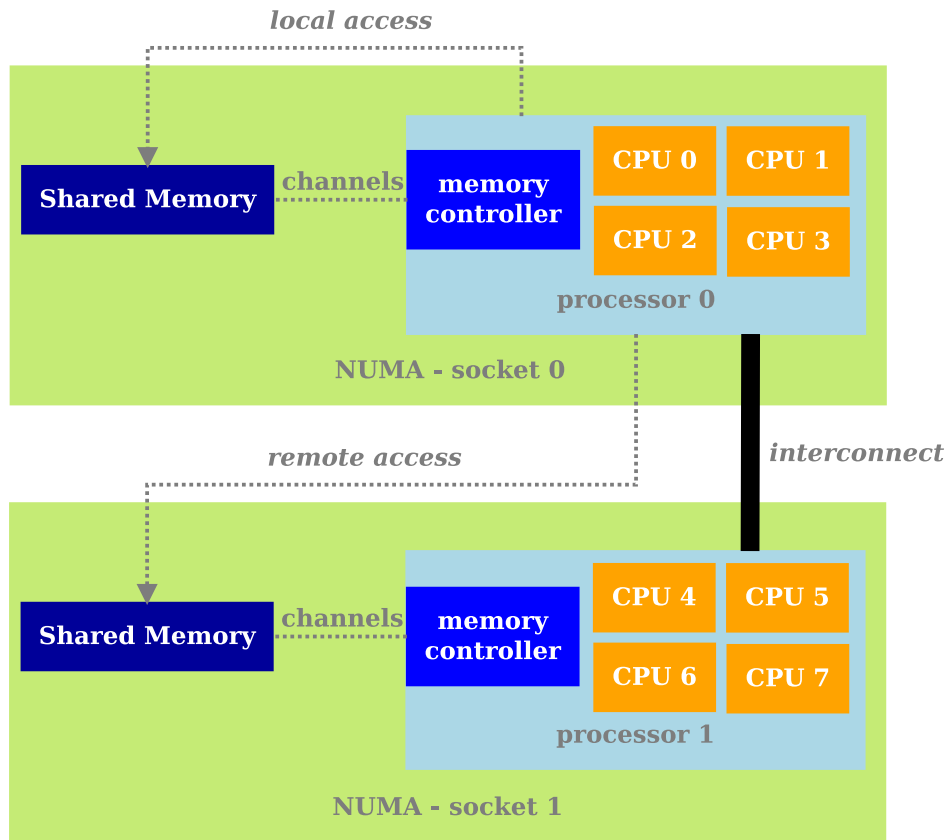 local access
Shared Memory
channels
memory
controller
CPU 0
CPU 1
CPU 2
CPU 3
processor 0
NUMA - socket 0
remote access
interconnect
Shared Memory
channels
memory
controller
CPU 4
CPU 5
CPU 6
CPU 7
processor 1
NUMA - socket 1